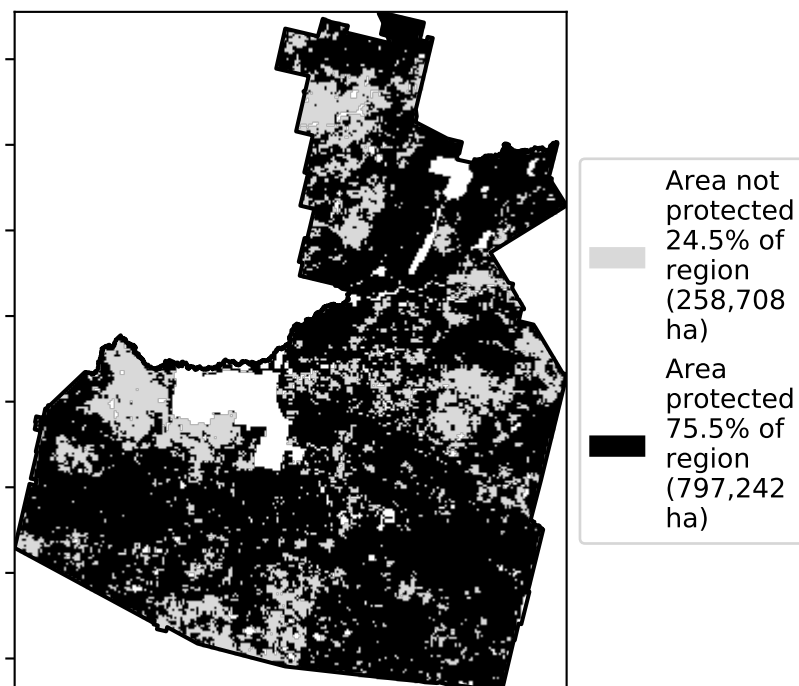 Area not
protected
24.5% of
region
(258,708
ha)
Area
protected
75.5% of
region
(797,242
ha)